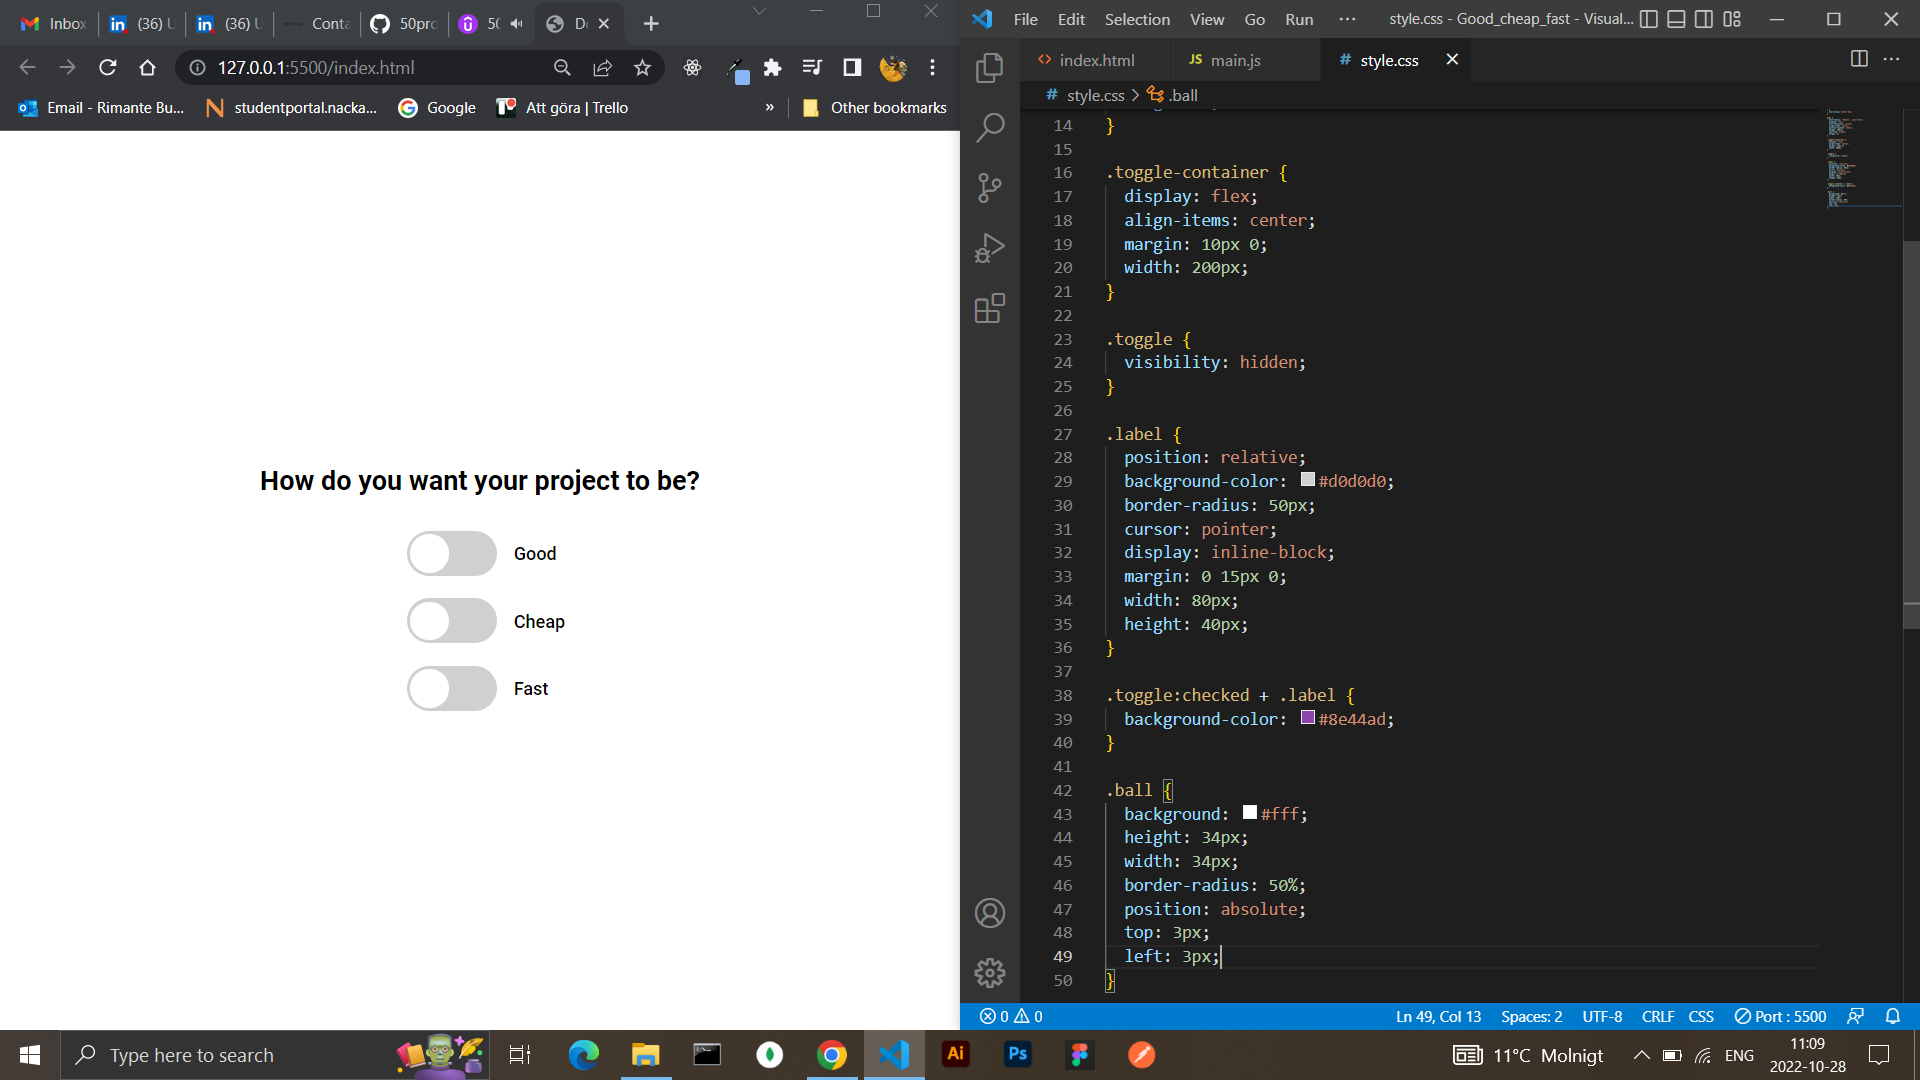 Inbox
(36) U
(36) U
Conta
50pro
50
D
127.0.0.1:5500/index.html
Email - Rimante Bu...
studentportal.nacka...
Google
Att göra | Trello
»
Other bookmarks
How do you want your project to be?
Good
Cheap
Fast
File Edit Selection View Go Run ···
style.css - Good_cheap_fast - Visual...
index.html
JS main.js
# style.css
# style.css > .ball
14 }
15
16 .toggle-container {
17 display: flex;
18 align-items: center;
19 margin: 10px 0;
20 width: 200px;
21 }
22
23 .toggle {
24 visibility: hidden;
25 }
26
27 .label {
28 position: relative;
29 background-color: #d0d0d0;
30 border-radius: 50px;
31 cursor: pointer;
32 display: inline-block;
33 margin: 0 15px 0;
34 width: 80px;
35 height: 40px;
36 }
37
38 .toggle:checked + .label {
39 background-color: #8e44ad;
40 }
41
42 .ball {
43 background: #fff;
44 height: 34px;
45 width: 34px;
46 border-radius: 50%;
47 position: absolute;
48 top: 3px;
49 left: 3px;
50 }
0 0
Ln 49, Col 13
Spaces: 2
UTF-8
CRLF
CSS
Port : 5500
Type here to search
Ai
Ps
11°C Molnigt
ENG
11:09
2022-10-28